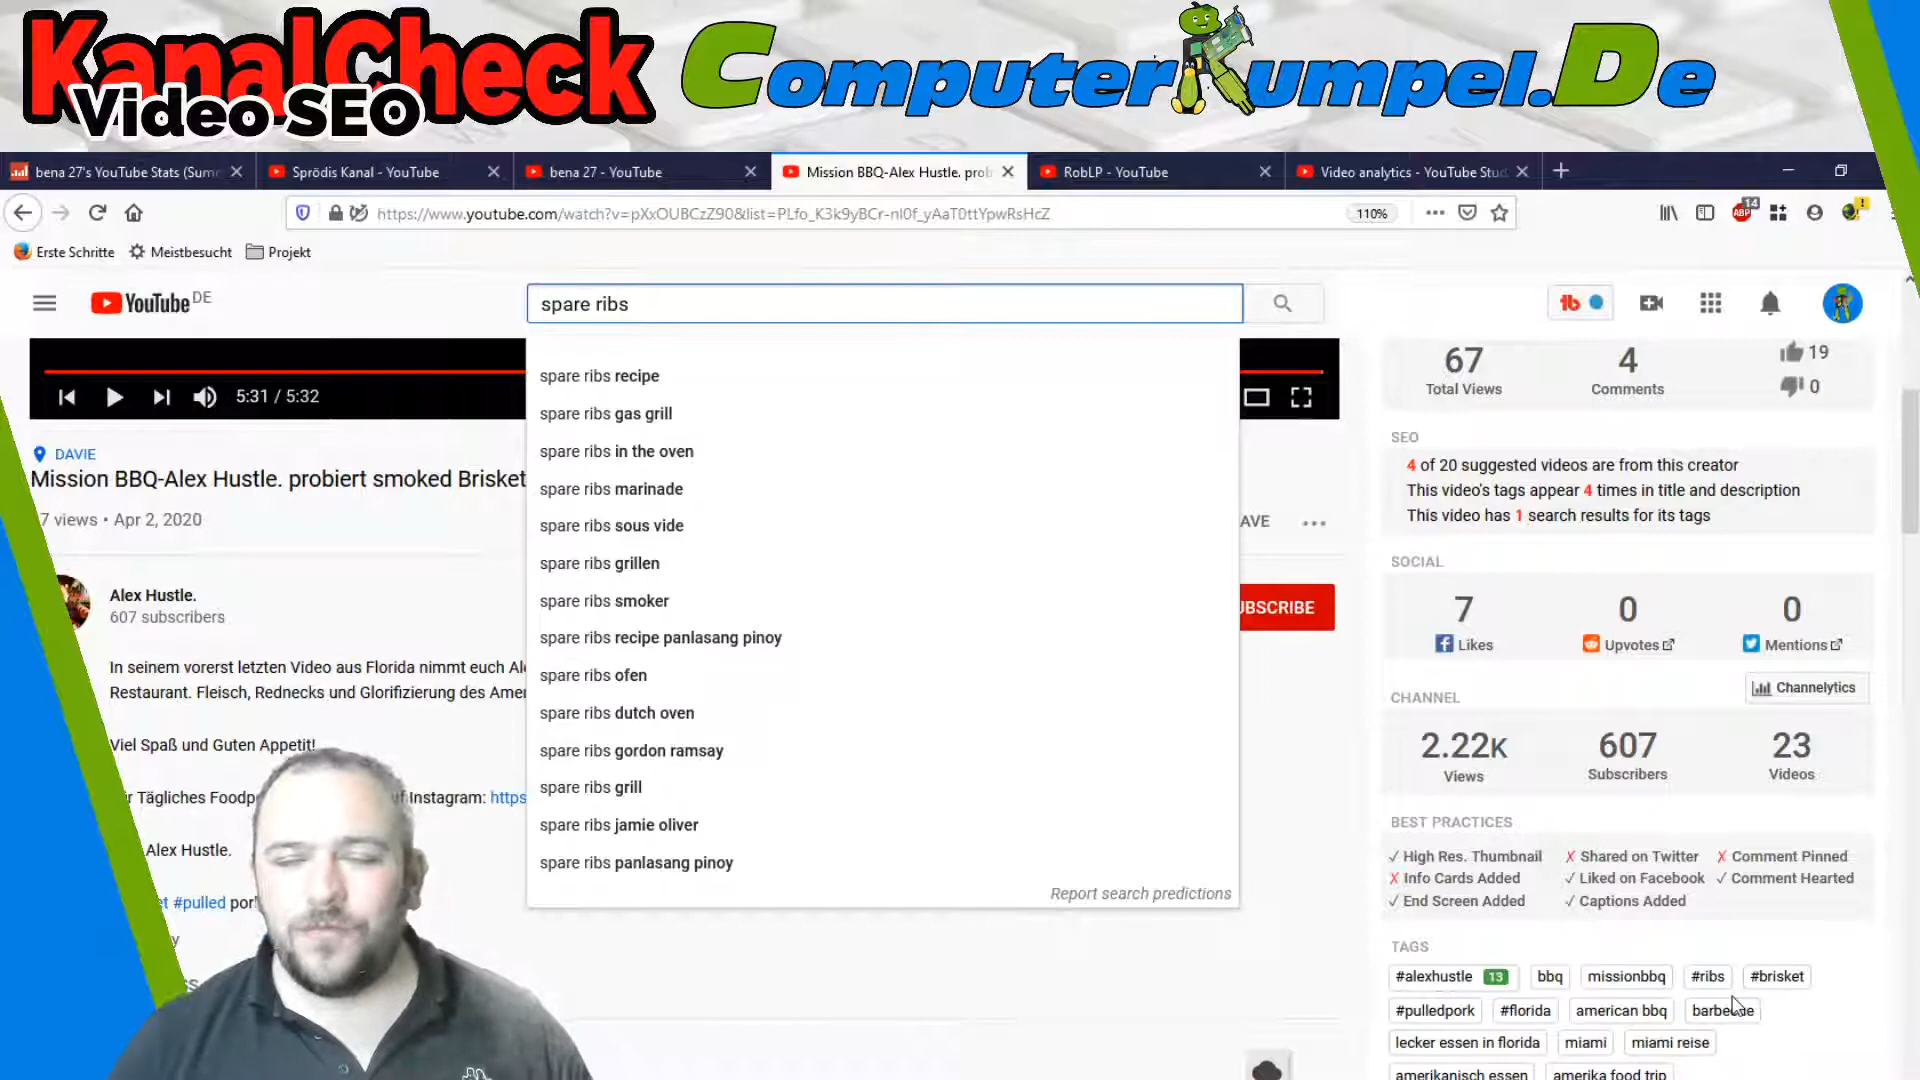 KanalCheck
Video SEO
ComputerKumpel.De
bena 27's YouTube Stats (Sum
Sprödis Kanal - YouTube
bena 27 - YouTube
Mission BBQ-Alex Hustle. prob
RobLP - YouTube
Video analytics - YouTube Stud
https://www.youtube.com/watch?v=pXxOUBCzZ90&list=PLfo_K3k9yBCr-nI0f_yAaT0ttYpwRsHcZ
110%
14
ABP
Erste Schritte
Meistbesucht
Projekt
YouTube DE
spare ribs
tb
spare ribs recipe
spare ribs gas grill
spare ribs in the oven
spare ribs marinade
spare ribs sous vide
spare ribs grillen
spare ribs smoker
spare ribs recipe panlasang pinoy
spare ribs ofen
spare ribs dutch oven
spare ribs gordon ramsay
spare ribs grill
spare ribs jamie oliver
spare ribs panlasang pinoy
Report search predictions
5:31 / 5:32
DAVIE
Mission BBQ-Alex Hustle. probiert smoked Brisket
7 views • Apr 2, 2020
AVE
Alex Hustle.
607 subscribers
UBSCRIBE
In seinem vorerst letzten Video aus Florida nimmt euch Al
Restaurant. Fleisch, Rednecks und Glorifizierung des Amer
Viel Spaß und Guten Appetit!
r Tägliches Foodp
f Instagram: https
Alex Hustle.
et #pulled por
67
Total Views
4
Comments
19
0
SEO
4 of 20 suggested videos are from this creator
This video's tags appear 4 times in title and description
This video has 1 search results for its tags
SOCIAL
7
Likes
0
Upvotes
0
Mentions
CHANNEL
Channelytics
2.22K
Views
607
Subscribers
23
Videos
BEST PRACTICES
✓ High Res. Thumbnail
✗ Shared on Twitter
✗ Comment Pinned
✗ Info Cards Added
✓ Liked on Facebook
✓ Comment Hearted
✓ End Screen Added
✓ Captions Added
TAGS
#alexhustle 13
bbq
missionbbq
#ribs
#brisket
#pulledpork
#florida
american bbq
barbecue
lecker essen in florida
miami
miami reise
amerikanisch essen
amerika food trip